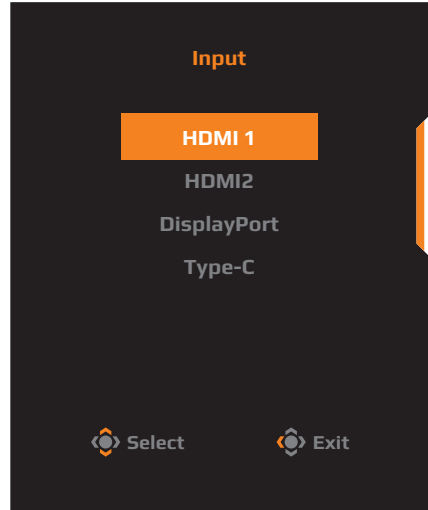 Input
HDMI 1
HDMI2
DisplayPort
Type-C
Select Exit